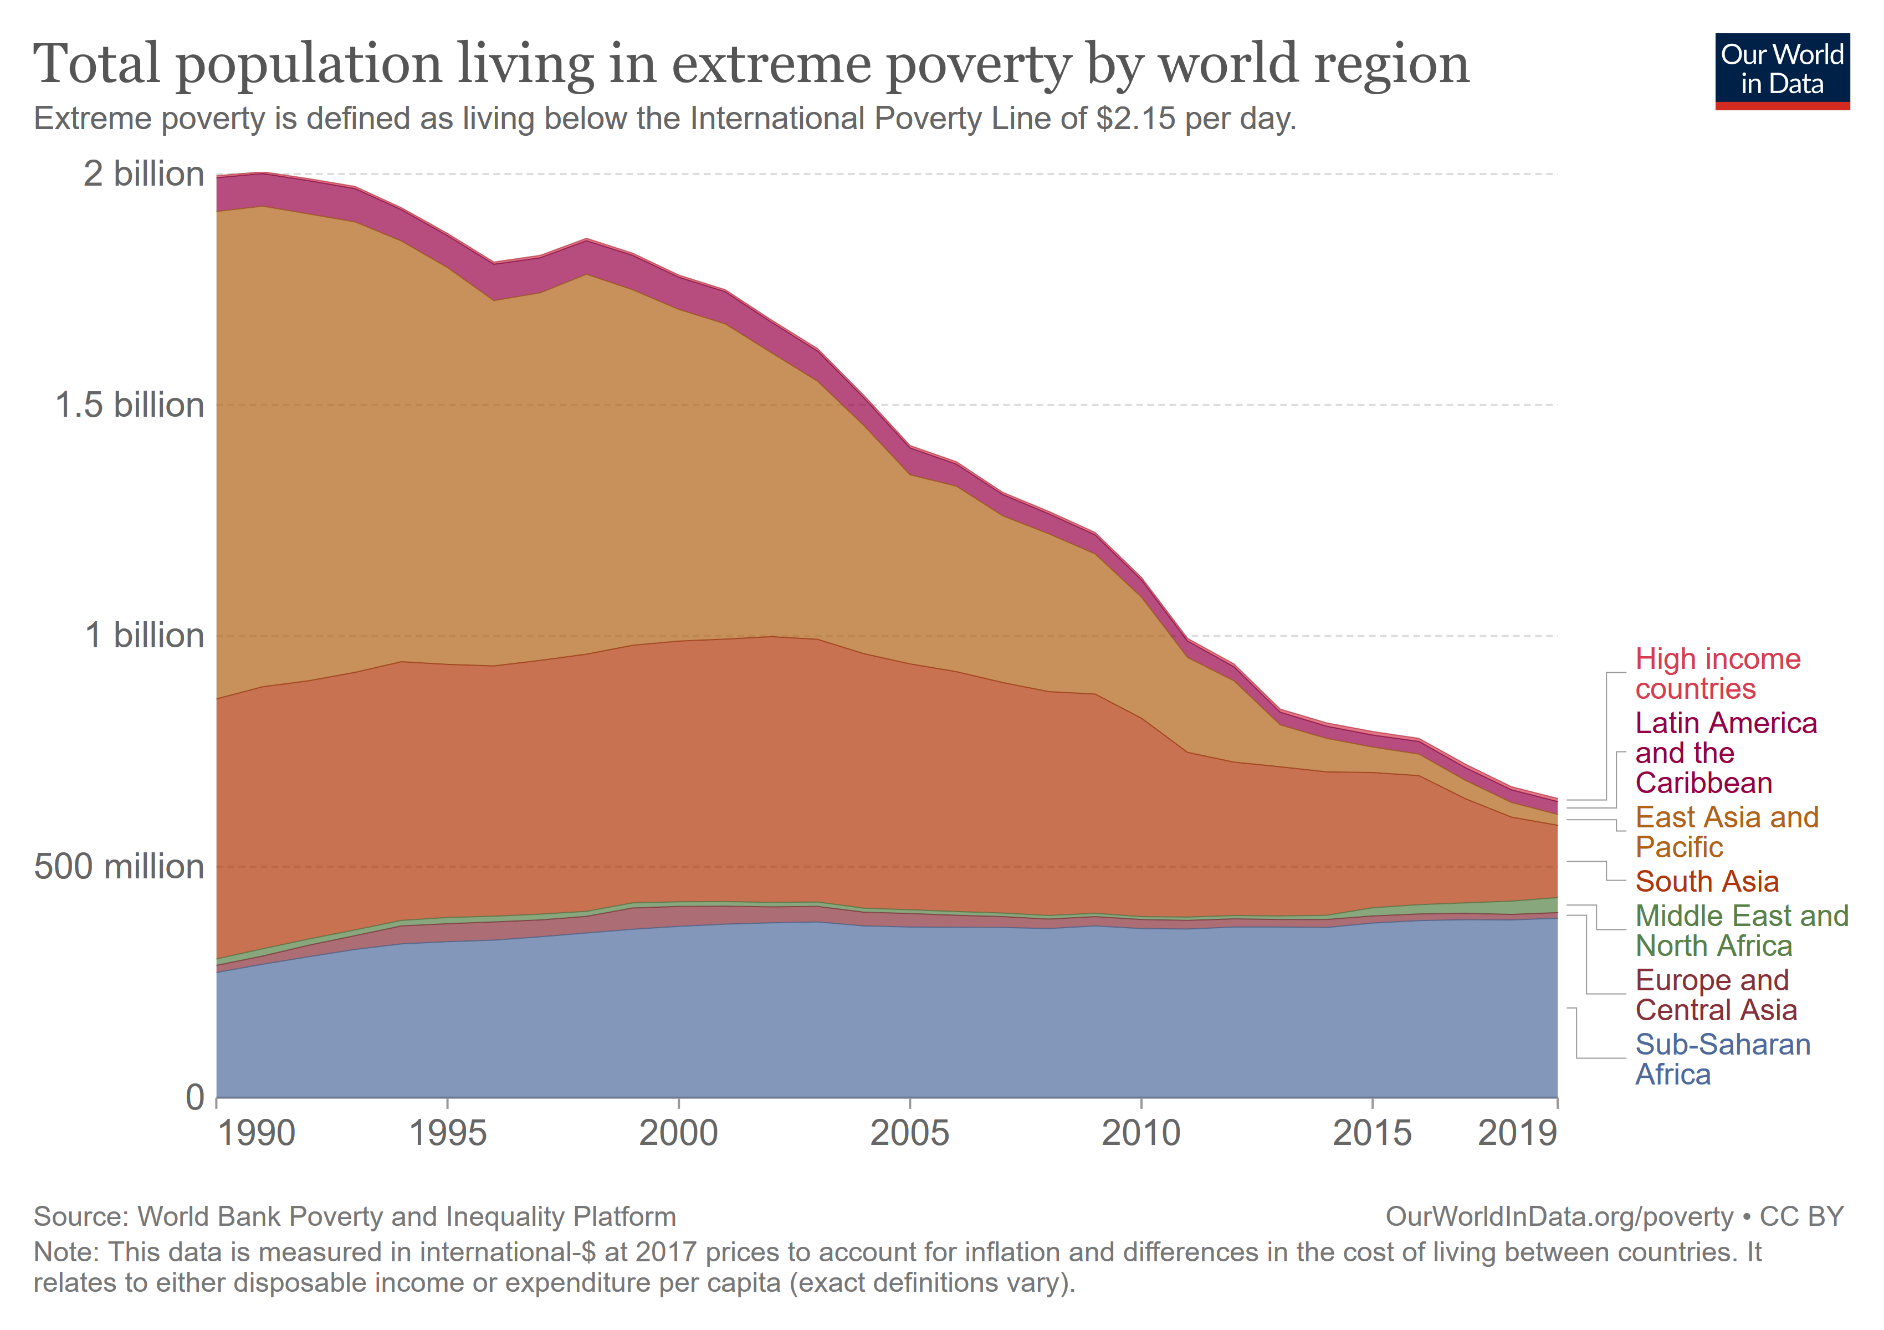 Total population living in extreme poverty by world region
Extreme poverty is defined as living below the International Poverty Line of $2.15 per day.
Our World
in Data
2 billion
1.5 billion
1 billion
500 million
0
1990
1995
2000
2005
2010
2015
2019
High income
countries
Latin America
and the
Caribbean
East Asia and
Pacific
South Asia
Middle East and
North Africa
Europe and
Central Asia
Sub-Saharan
Africa
Source: World Bank Poverty and Inequality Platform
OurWorldInData.org/poverty • CC BY
Note: This data is measured in international-$ at 2017 prices to account for inflation and differences in the cost of living between countries. It
relates to either disposable income or expenditure per capita (exact definitions vary).